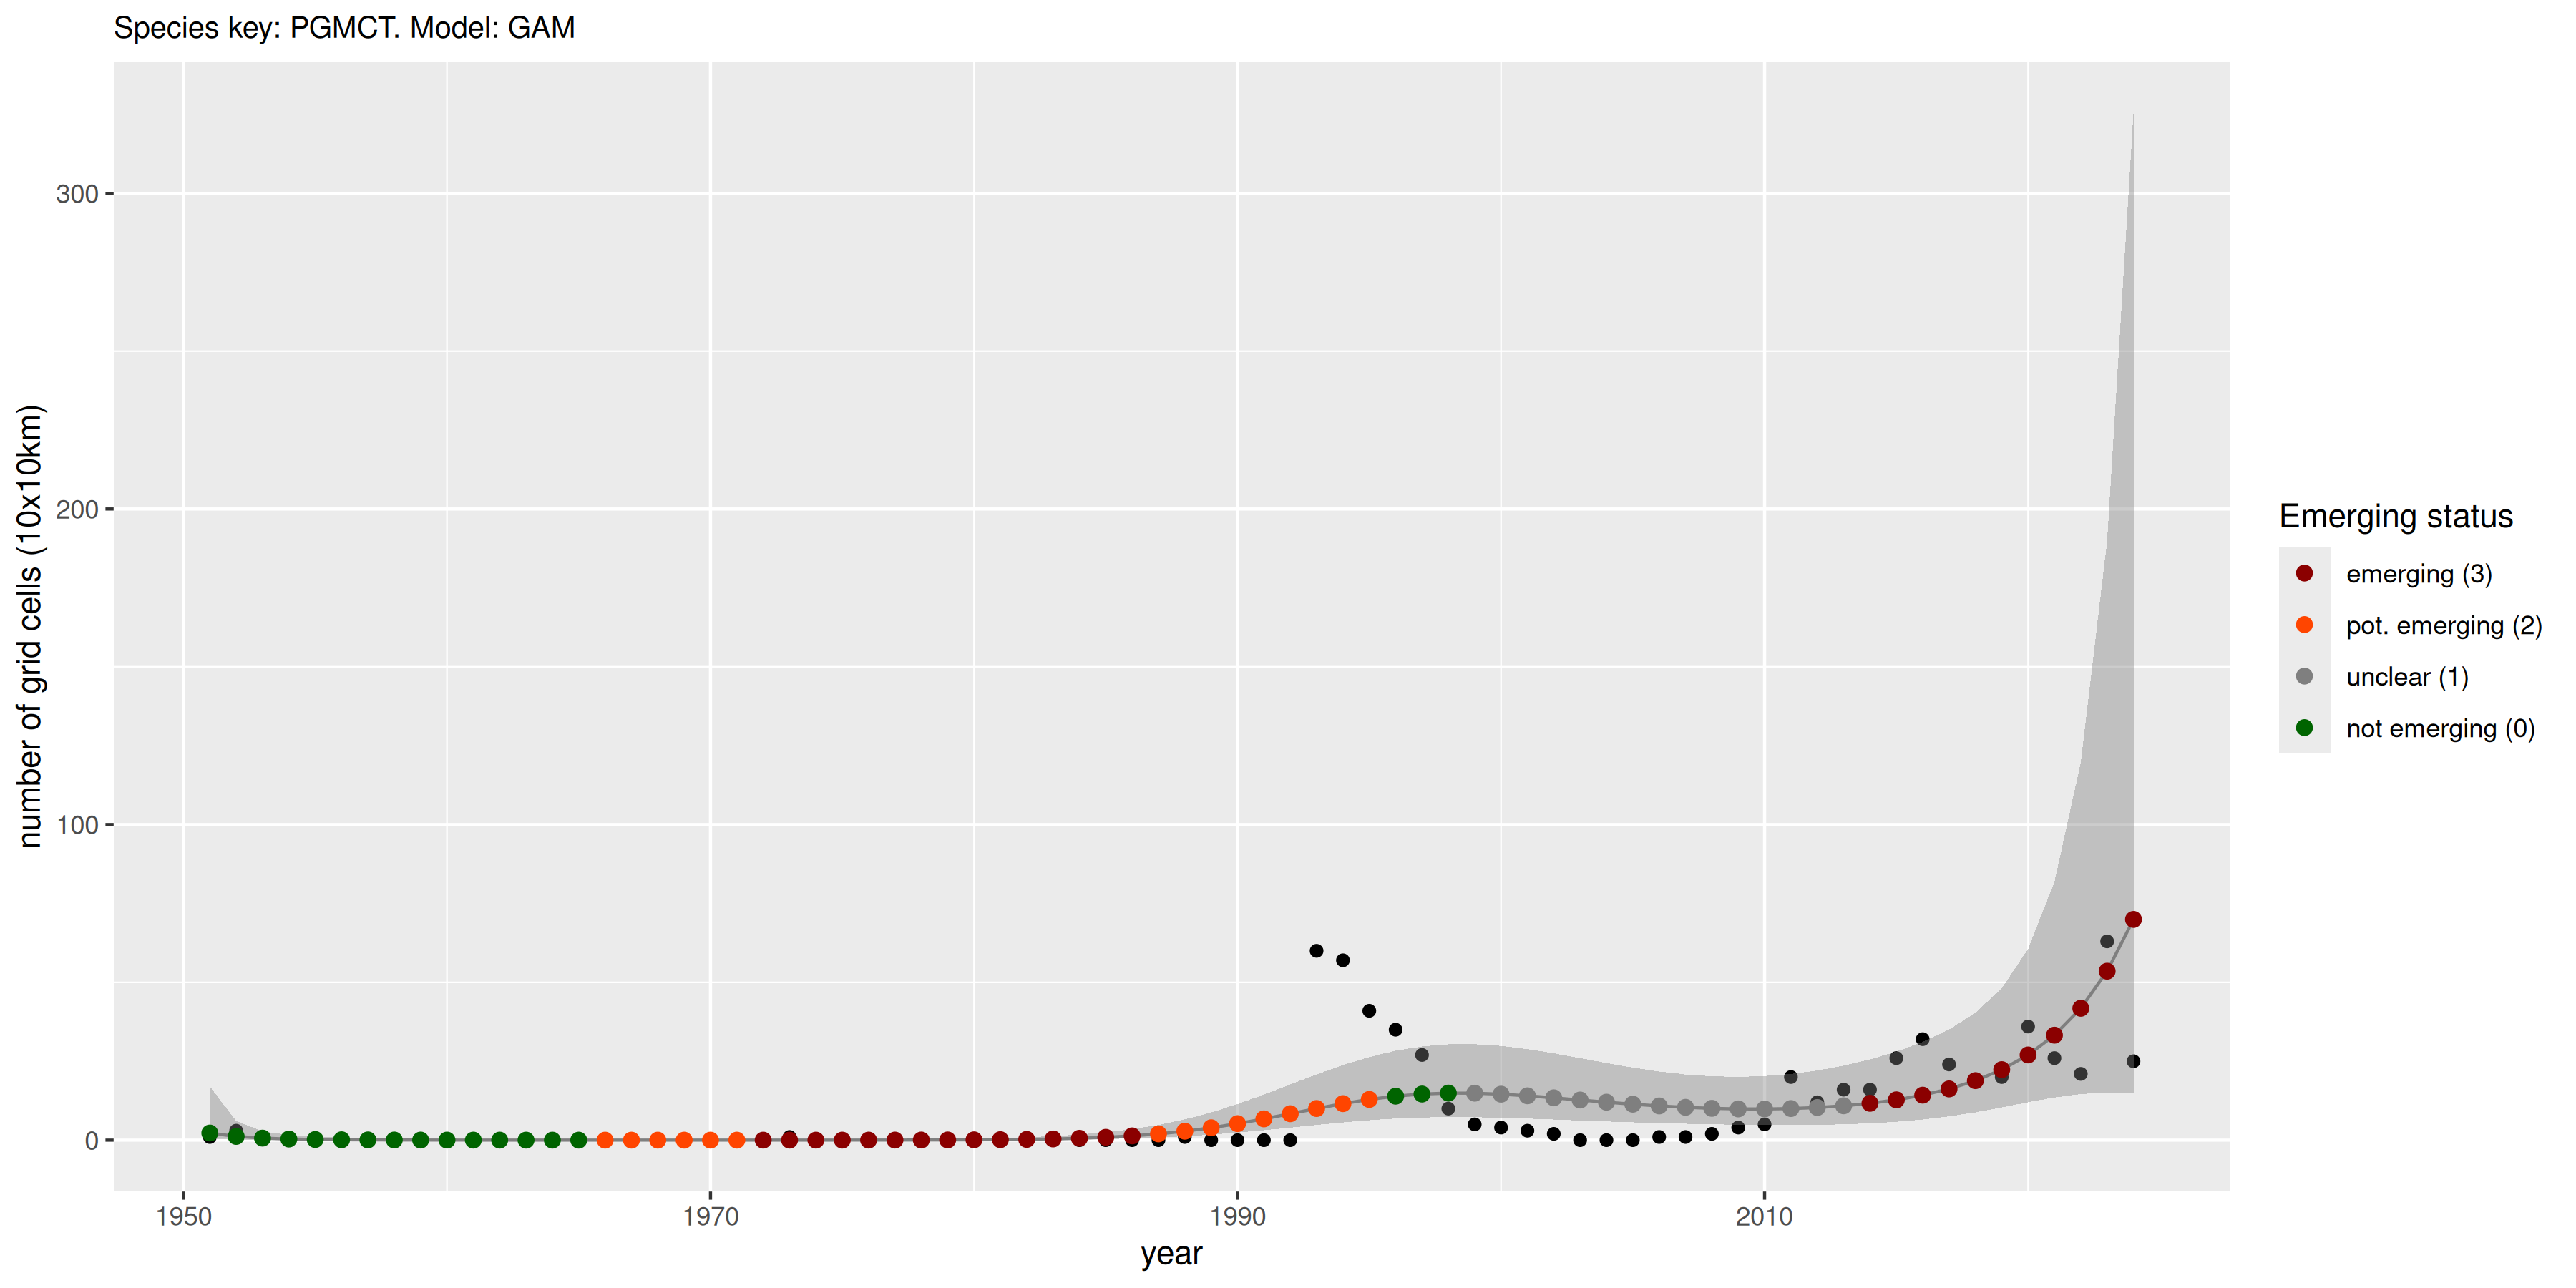 Species key: PGMCT. Model: GAM
number of grid cells (10x10km)
300
200
100
0
1950
1970
1990
2010
year
Emerging status
emerging (3)
pot. emerging (2)
unclear (1)
not emerging (0)